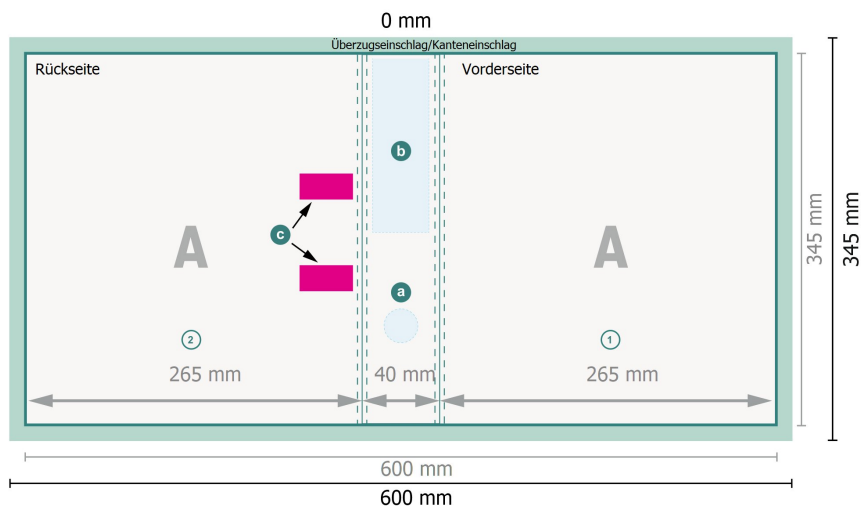 0 mm
Überzugseinschlag/Kanteneinschlag
Rückseite
Vorderseite
b
c
A
A
a
2
1
265 mm
40 mm
265 mm
345 mm
345 mm
600 mm
600 mm